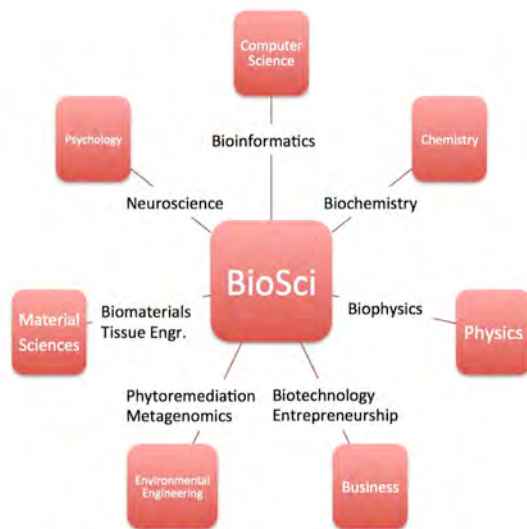 Computer
Science
Bioinformatics
Psychology
Chemistry
Neuroscience
Biochemistry
BioSci
Material
Sciences
Biomaterials
Tissue Engr.
Biophysics
Physics
Phytoremediation
Metagenomics
Biotechnology
Entrepreneurship
Environmental
Engineering
Business